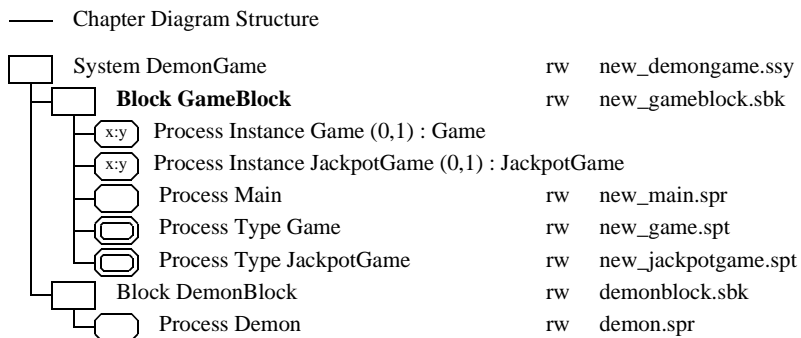 Chapter Diagram Structure
System DemonGame rw new_demongame.ssy
Block GameBlock rw new_gameblock.sbk
x:y Process Instance Game (0,1) : Game
x:y Process Instance JackpotGame (0,1) : JackpotGame
Process Main rw new_main.spr
Process Type Game rw new_game.spt
Process Type JackpotGame rw new_jackpotgame.spt
Block DemonBlock rw demonblock.sbk
Process Demon rw demon.spr